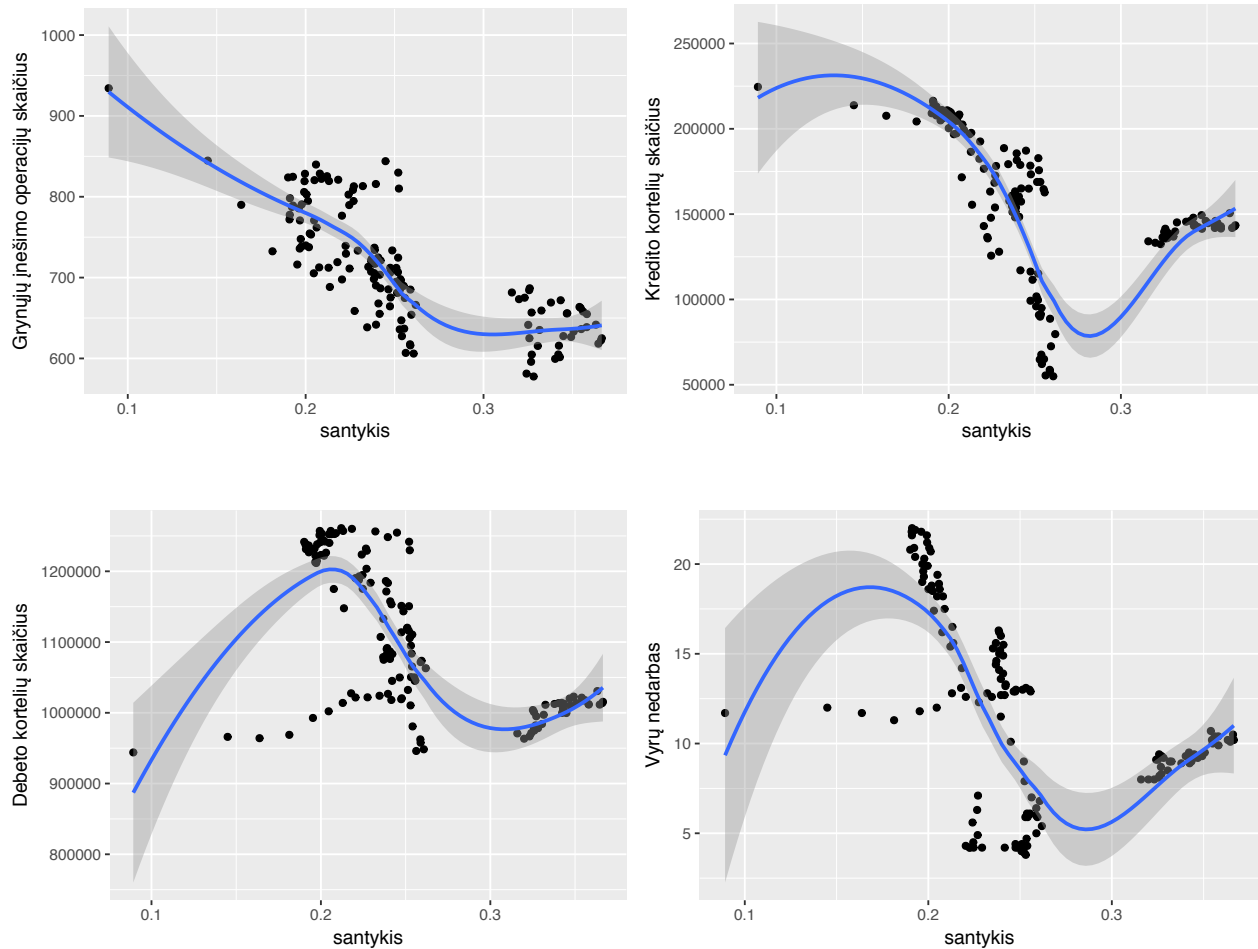 Grynųjų įnešimo operacijų skaičius
1000
900
800
700
600
0.1 0.2 0.3
santykis
Kredito kortelių skaičius
250000
200000
150000
100000
50000
0.1 0.2 0.3
santykis
Debeto kortelių skaičius
1200000
1100000
1000000
900000
800000
0.1 0.2 0.3
santykis
Vyrų nedarbas
20
15
10
5
0.1 0.2 0.3
santykis